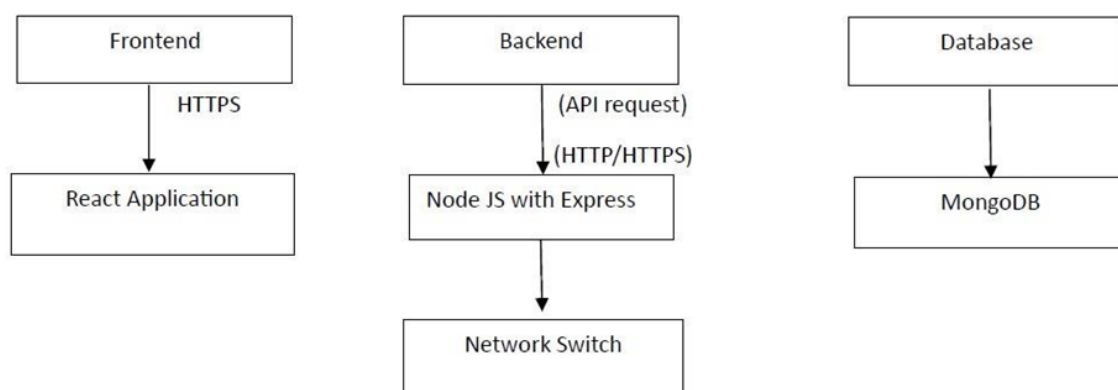 Frontend
Backend
Database
HTTPS
(API request)
(HTTP/HTTPS)
React Application
Node JS with Express
MongoDB
Network Switch